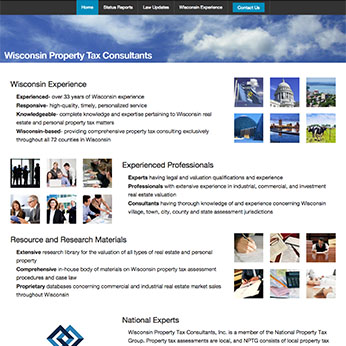 Home
Status Reports
Law Updates
Wisconsin Experience
Contact Us
Wisconsin Property Tax Consultants
Wisconsin Experience
Experienced- over 33 years of Wisconsin experience
Responsive- high-quality, timely, personalized service
Knowledgeable- complete knowledge and expertise pertaining to Wisconsin real
estate and personal property tax matters
Wisconsin-based- providing comprehensive property tax consulting exclusively
throughout all 72 counties in Wisconsin
Experienced Professionals
Experts having legal and valuation qualifications and experience
Professionals with extensive experience in industrial, commercial, and investment
real estate valuation
Consultants having thorough knowledge of and experience concerning Wisconsin
village, town, city, county and state assessment jurisdictions
Resource and Research Materials
Extensive research library for the valuation of all types of real estate and personal
property
Comprehensive in-house body of materials on Wisconsin property tax assessment
procedures and case law
Proprietary databases concerning commercial and industrial real estate market sales
throughout Wisconsin
National Experts
Wisconsin Property Tax Consultants, Inc. is a member of the National Property Tax
Group. Property tax assessments are local, and NPTG consists of local property tax